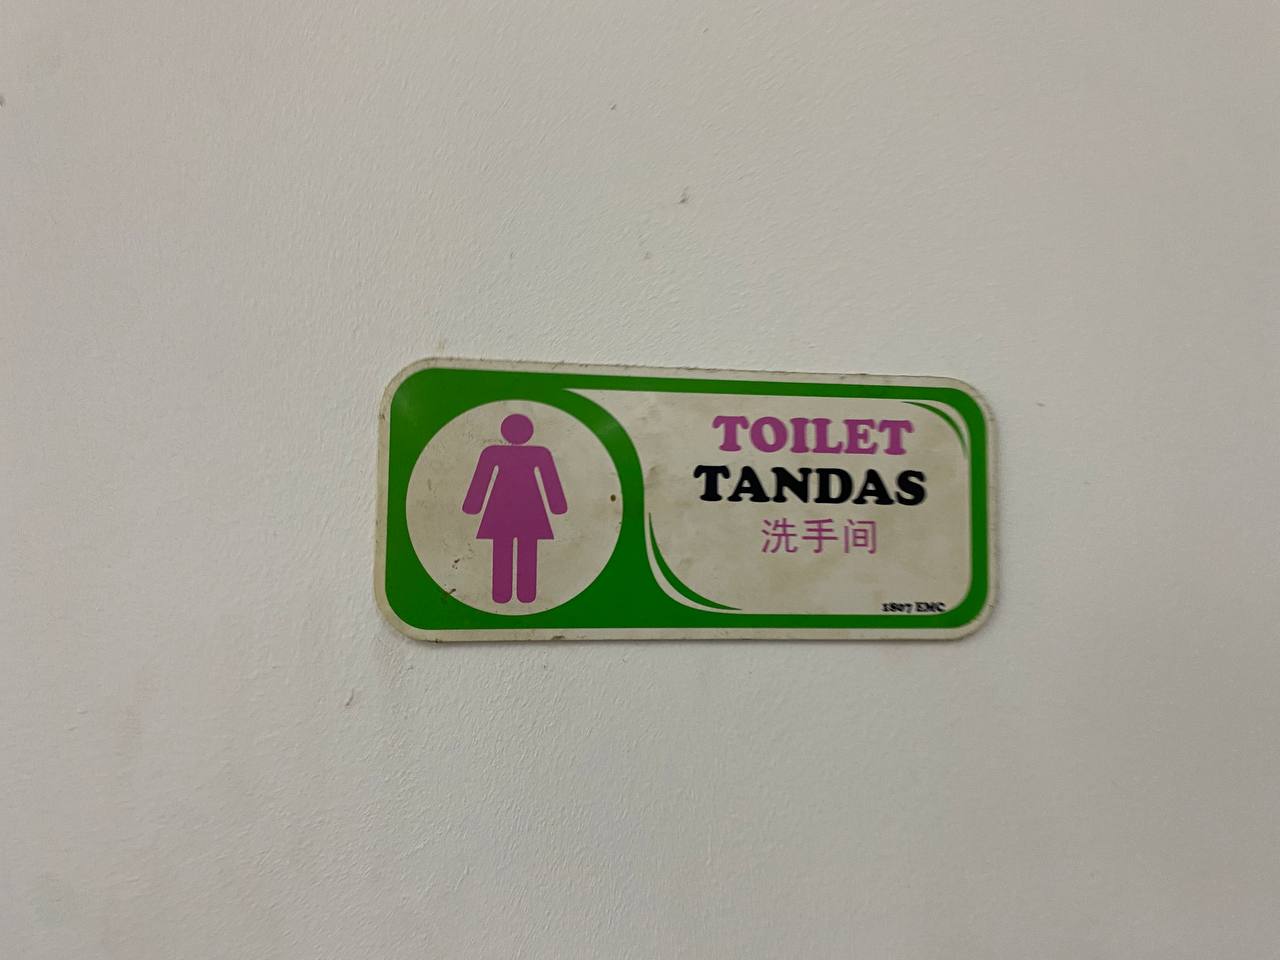 TOILET
TANDAS
洗手间
1807 EMC